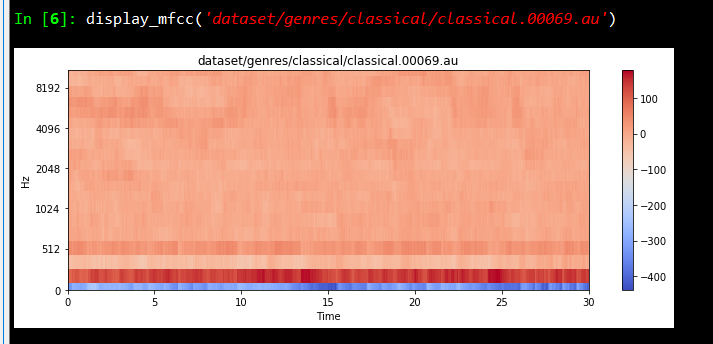 In [6]: display_mfcc('dataset/genres/classical/classical.00069.au')
dataset/genres/classical/classical.00069.au
8192
4096
2048
1024
512
0
Hz
0 5 10 15 20 25 30
Time
100
0
−100
−200
−300
−400